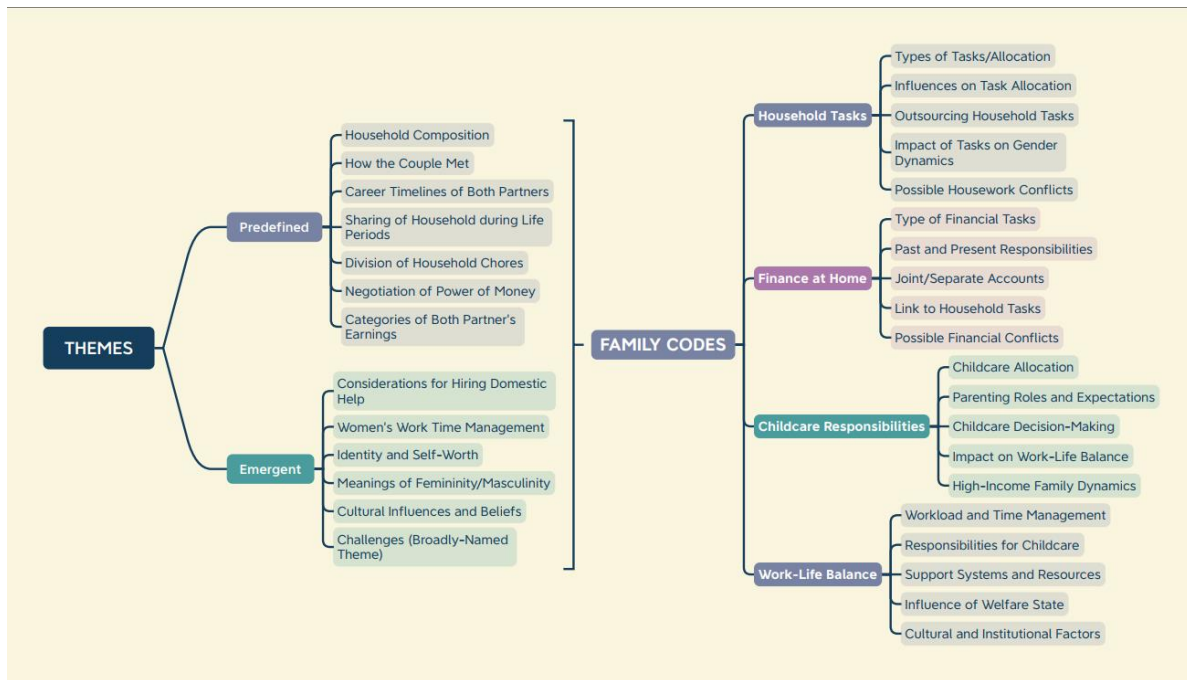 THEMES
Predefined
Household Composition
How the Couple Met
Career Timelines of Both Partners
Sharing of Household during Life
Periods
Division of Household Chores
Negotiation of Power of Money
Categories of Both Partner's
Earnings
Emergent
Considerations for Hiring Domestic
Help
Women's Work Time Management
Identity and Self-Worth
Meanings of Femininity/Masculinity
Cultural Influences and Beliefs
Challenges (Broadly-Named
Theme)
FAMILY CODES
Household Tasks
Types of Tasks/Allocation
Influences on Task Allocation
Outsourcing Household Tasks
Impact of Tasks on Gender
Dynamics
Possible Housework Conflicts
Finance at Home
Type of Financial Tasks
Past and Present Responsibilities
Joint/Separate Accounts
Link to Household Tasks
Possible Financial Conflicts
Childcare Responsibilities
Childcare Allocation
Parenting Roles and Expectations
Childcare Decision-Making
Impact on Work-Life Balance
High-Income Family Dynamics
Work-Life Balance
Workload and Time Management
Responsibilities for Childcare
Support Systems and Resources
Influence of Welfare State
Cultural and Institutional Factors